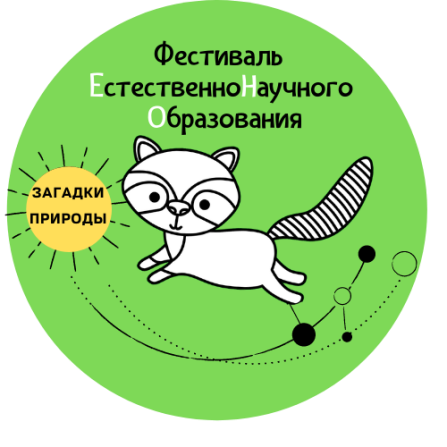 Фестиваль
ЕстественноНаучного
Образования
ЗАГАДКИ
ПРИРОДЫ